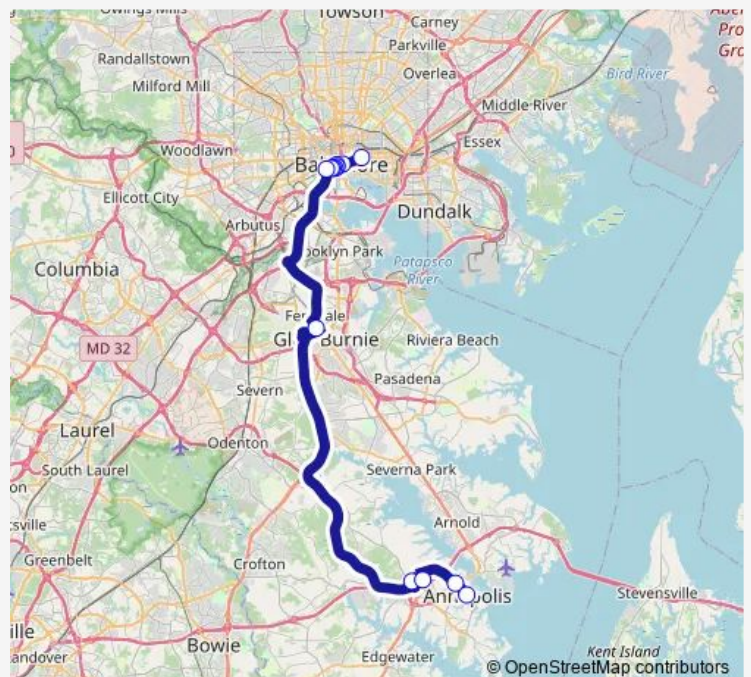 Owings Mills
Towson
Carney
Parkville
Randallstown
Overlea
Bird River
Milford Mill
Middle River
Essex
Woodlawn
Ellicott City
Dundalk
Arbutus
Columbia
Patapsco
River
MD 32
Riviera Beach
Severn
Pasadena
Laurel
Odenton
South Laurel
Severna Park
Arnold
Greenbelt
Crofton
Stevensville
Bowie
Edgewater
Kent Island
© OpenStreetMap contributors